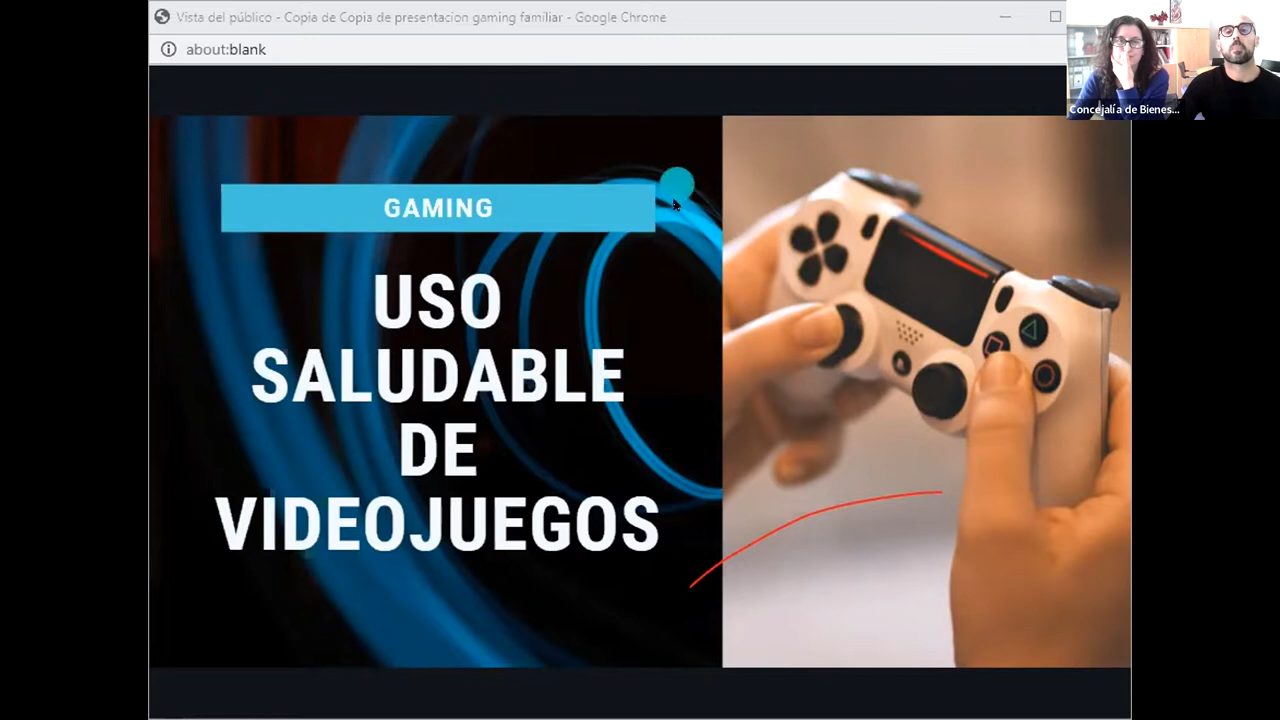 Vista del público - Copia de Copia de presentacion gaming familiar - Google Chrome
about:blank
Concejalía de Bienes...
GAMING
USO
SALUDABLE
DE
VIDEOJUEGOS